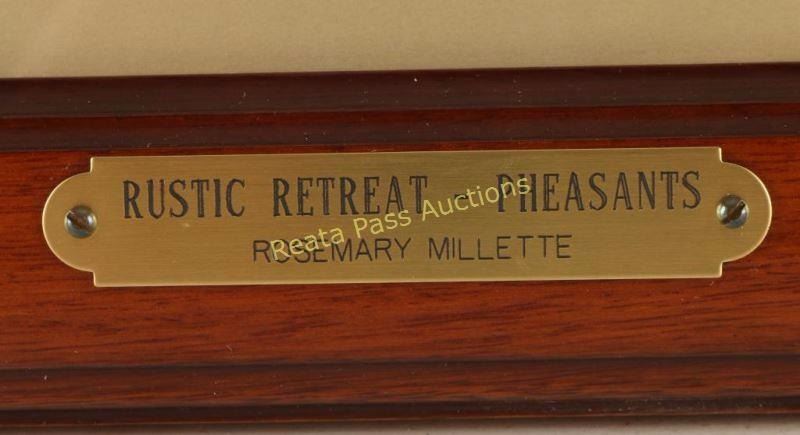 RUSTIC RETREAT - PHEASANTS
Reata Pass Auctions
ROSEMARY MILLETTE